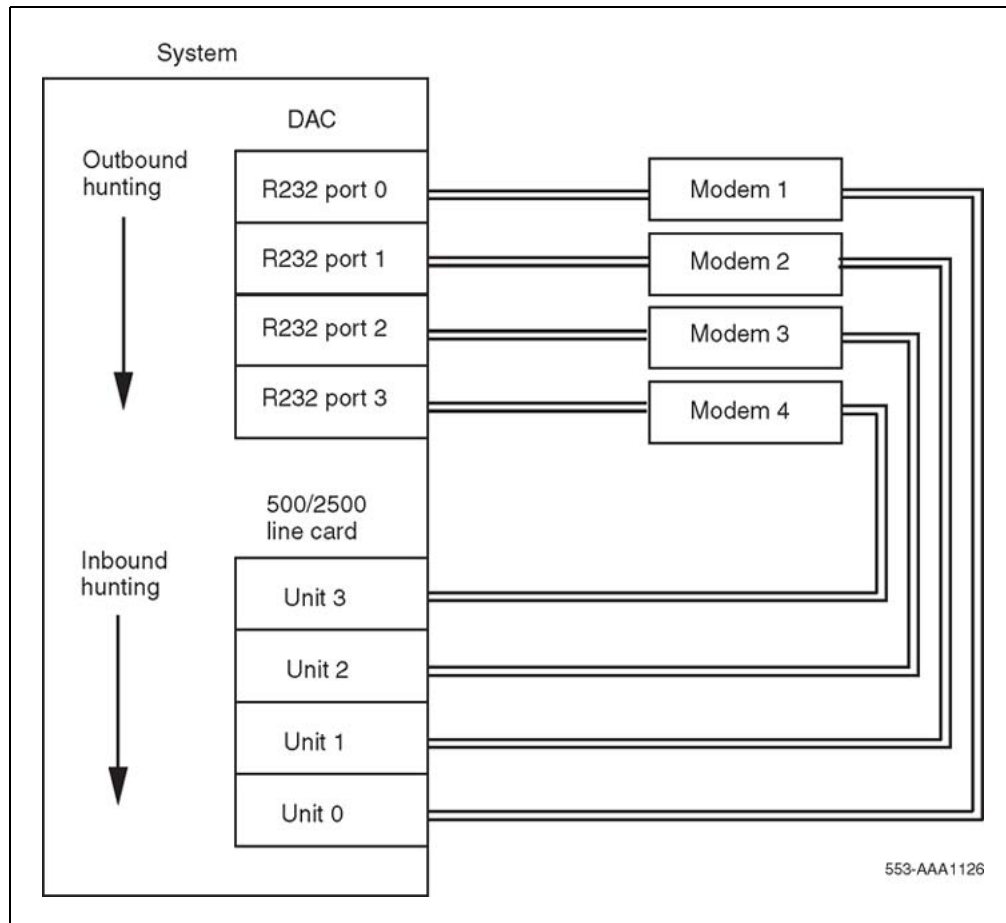 System
DAC
Outbound
hunting
R232 port 0
R232 port 1
R232 port 2
R232 port 3
Modem 1
Modem 2
Modem 3
Modem 4
500/2500
line card
Inbound
hunting
Unit 3
Unit 2
Unit 1
Unit 0
553-AAA1126